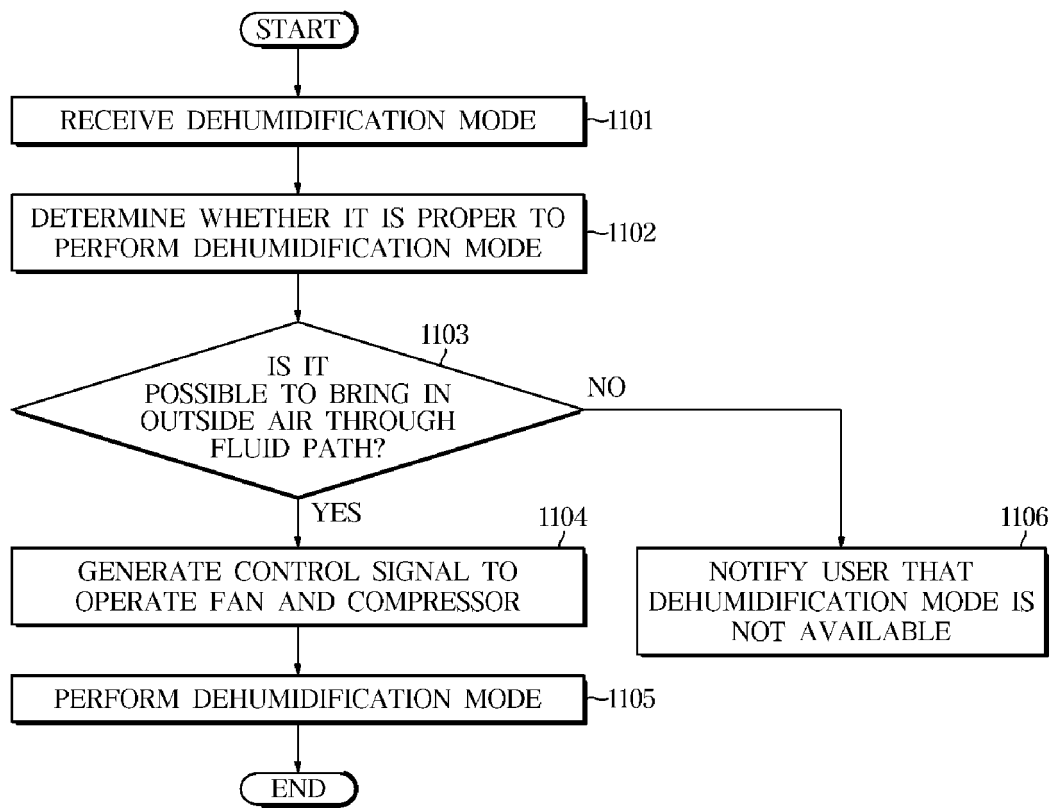 START
RECEIVE DEHUMIDIFICATION MODE
1101
DETERMINE WHETHER IT IS PROPER TO
PERFORM DEHUMIDIFICATION MODE
1102
1103
IS IT
POSSIBLE TO BRING IN
OUTSIDE AIR THROUGH
FLUID PATH?
NO
YES
1104
GENERATE CONTROL SIGNAL TO
OPERATE FAN AND COMPRESSOR
1106
NOTIFY USER THAT
DEHUMIDIFICATION MODE IS
NOT AVAILABLE
PERFORM DEHUMIDIFICATION MODE
1105
END